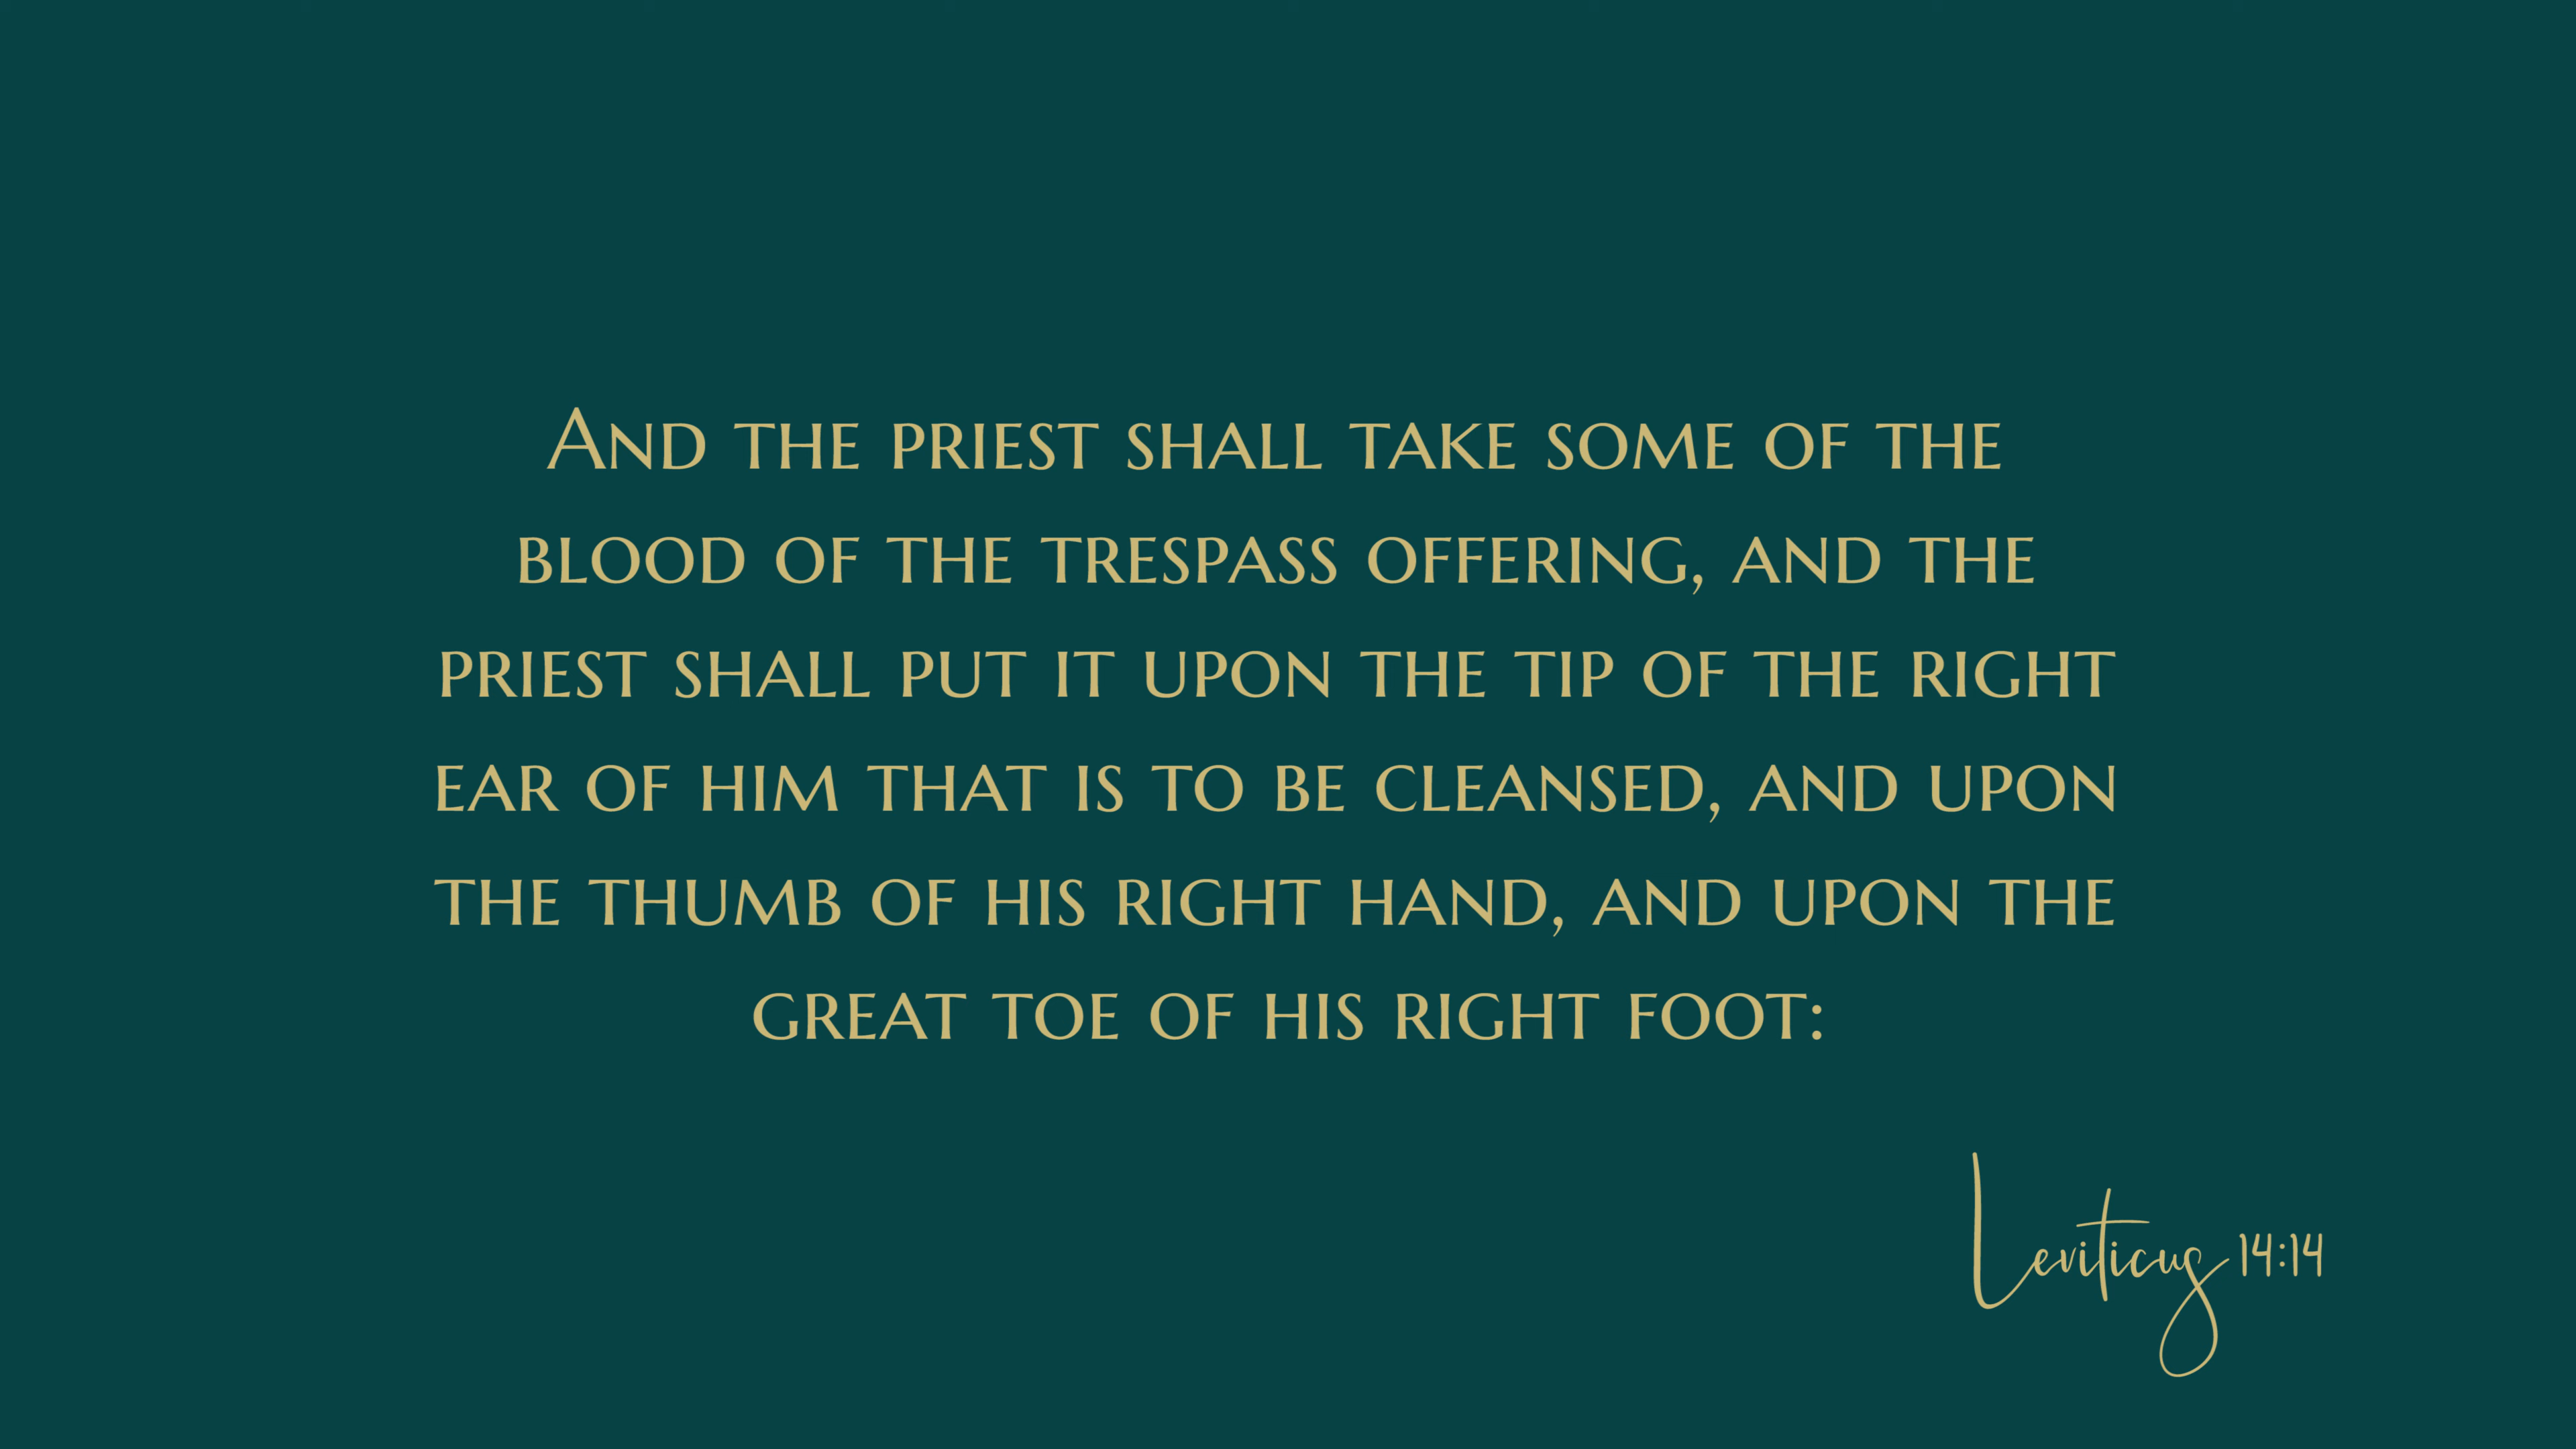 And the priest shall take some of the
blood of the trespass offering, and the
priest shall put it upon the tip of the right
ear of him that is to be cleansed, and upon
the thumb of his right hand, and upon the
great toe of his right foot:
Leviticus 14:14